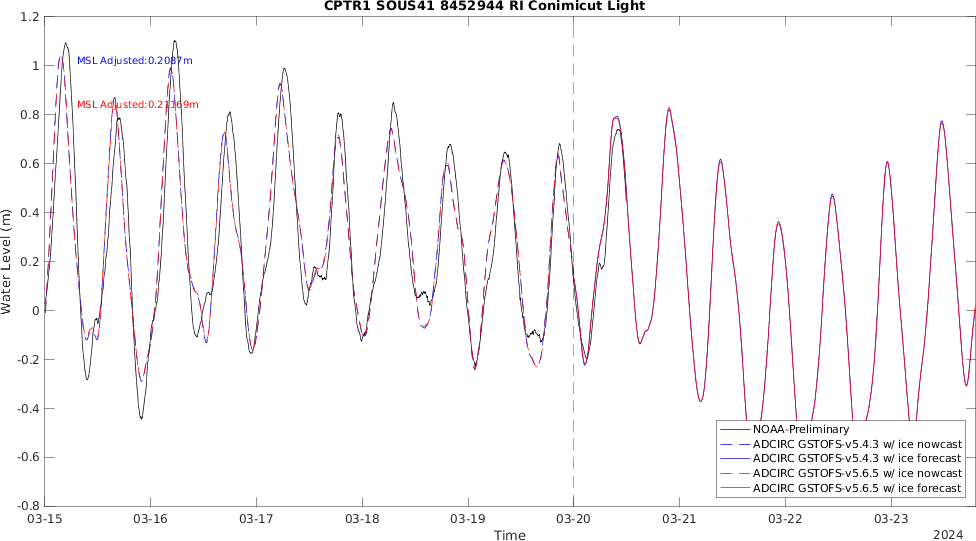 CPTR1 SOUS41 8452944 RI Conimicut Light
1.2
1
0.8
0.6
0.4
0.2
0
-0.2
-0.4
-0.6
-0.8
Water Level (m)
MSL Adjusted:0.2087m
MSL Adjusted:0.21169m
NOAA-Preliminary
ADCIRC GSTOFS-v5.4.3 w/ ice nowcast
ADCIRC GSTOFS-v5.4.3 w/ ice forecast
ADCIRC GSTOFS-v5.6.5 w/ ice nowcast
ADCIRC GSTOFS-v5.6.5 w/ ice forecast
03-15 03-16 03-17 03-18 03-19 03-20 03-21 03-22 03-23
Time
2024